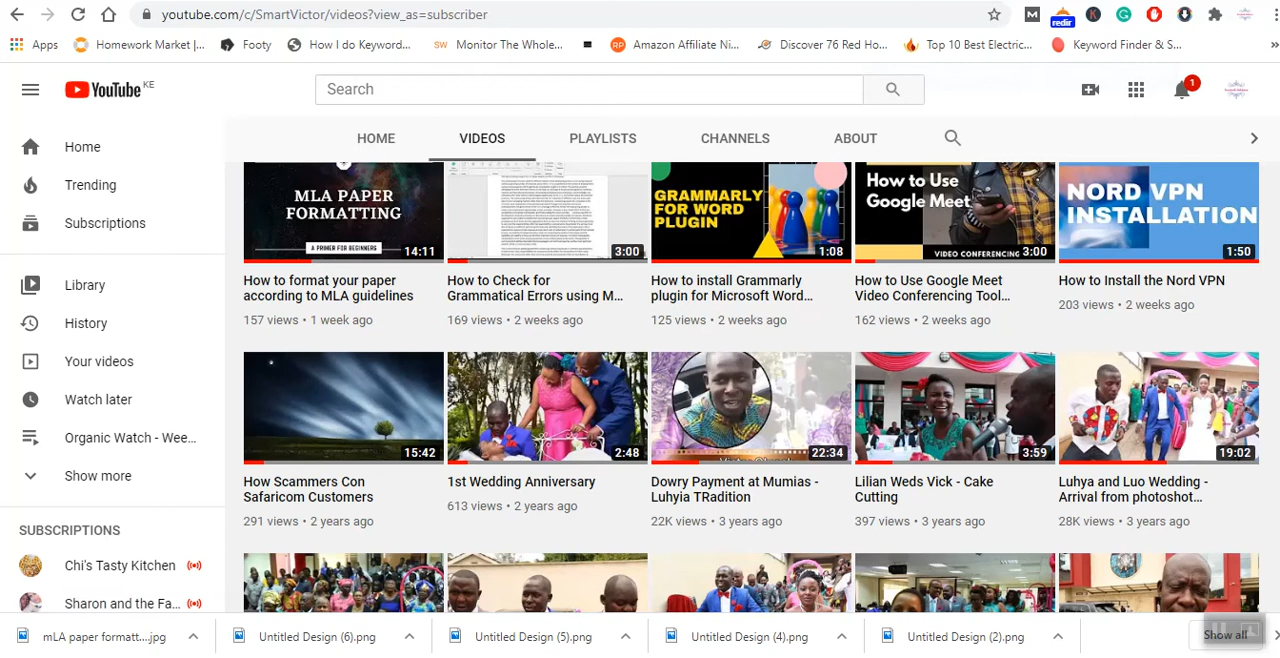 youtube.com/c/SmartVictor/videos?view_as=subscriber
M
redir
K
Apps
Homework Market |...
Footy
How I do Keyword...
SW Monitor The Whole...
RP Amazon Affiliate Ni...
Discover 76 Red Ho...
Top 10 Best Electric...
Keyword Finder & S...
»
YouTube KE
Search
1
HOME
VIDEOS
PLAYLISTS
CHANNELS
ABOUT
Home
Trending
Subscriptions
Library
History
Your videos
Watch later
Organic Watch - Wee...
Show more
SUBSCRIPTIONS
Chi's Tasty Kitchen
Sharon and the Fa...
MLA PAPER
FORMATTING
A PRIMER FOR BEGINNERS
14:11
How to format your paper
according to MLA guidelines
157 views • 1 week ago
3:00
How to Check for
Grammatical Errors using M...
169 views • 2 weeks ago
GRAMMARLY
FOR WORD
PLUGIN
1:08
How to install Grammarly
plugin for Microsoft Word...
125 views • 2 weeks ago
How to Use
Google Meet
VIDEO CONFERENCING
3:00
How to Use Google Meet
Video Conferencing Tool...
162 views • 2 weeks ago
NORD VPN
INSTALLATION
1:50
How to Install the Nord VPN
203 views • 2 weeks ago
15:42
How Scammers Con
Safaricom Customers
291 views • 2 years ago
2:48
1st Wedding Anniversary
613 views • 2 years ago
22:34
Dowry Payment at Mumias -
Luhyia TRadition
22K views • 3 years ago
3:59
Lilian Weds Vick - Cake
Cutting
397 views • 3 years ago
19:02
Luhya and Luo Wedding -
Arrival from photoshot...
28K views • 3 years ago
mLA paper formatt....jpg
Untitled Design (6).png
Untitled Design (5).png
Untitled Design (4).png
Untitled Design (2).png
Show all